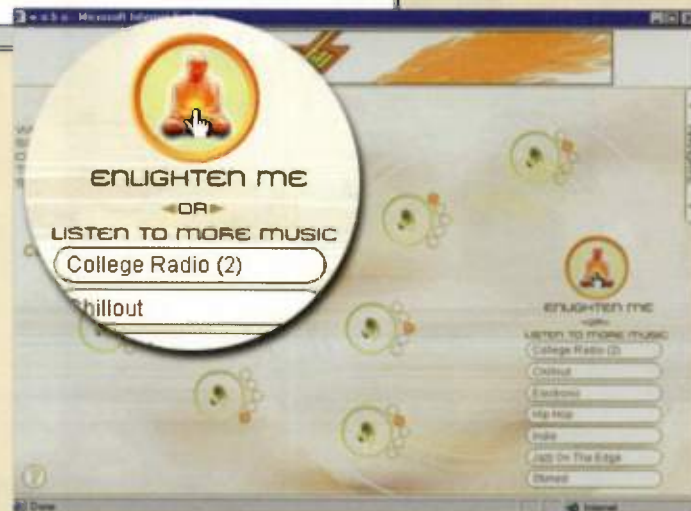 Microsoft Internet
ENLIGHTEN ME
OR
LISTEN TO MORE MUSIC
College Radio (2)
Chillout
ENLIGHTEN ME
OR
LISTEN TO MORE MUSIC
College Radio (2)
Chillout
Electronic
Hip Hop
Indie
Jazz On The Edge
?
Done
Internet